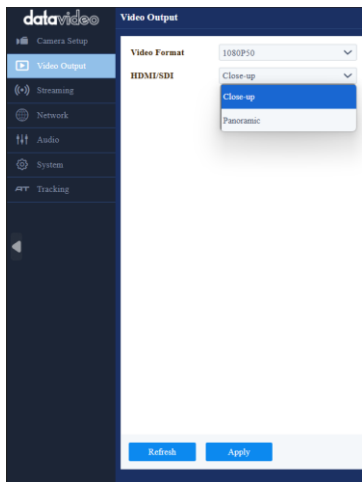 datavideo
Video Output
Camera Setup
Video Output
Streaming
Network
Audio
System
AT Tracking
Video Format 1080P50
HDMI/SDI Close-up
Close-up
Panoramic
Refresh Apply